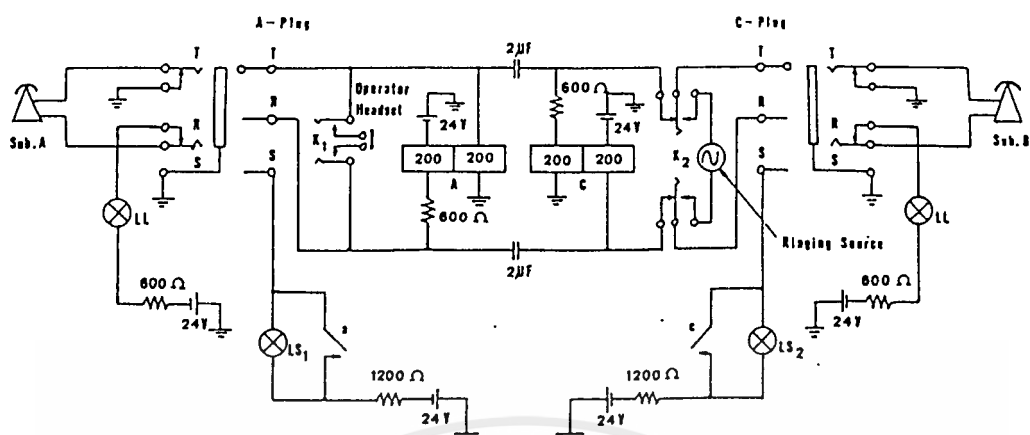 A-Plug
C-Plug
2µF
T
T
T
T
Operator
Headset
600
Ω
24V
24V
R
R
R
R
K1
K2
200
200
200
200
Sub.A
Sub.B
S
S
S
S
A
C
600 Ω
2µF
Ringing Source
LL
LL
600 Ω
600 Ω
24V
24V
a
c
LS1
LS2
1200 Ω
1200 Ω
24V
24V